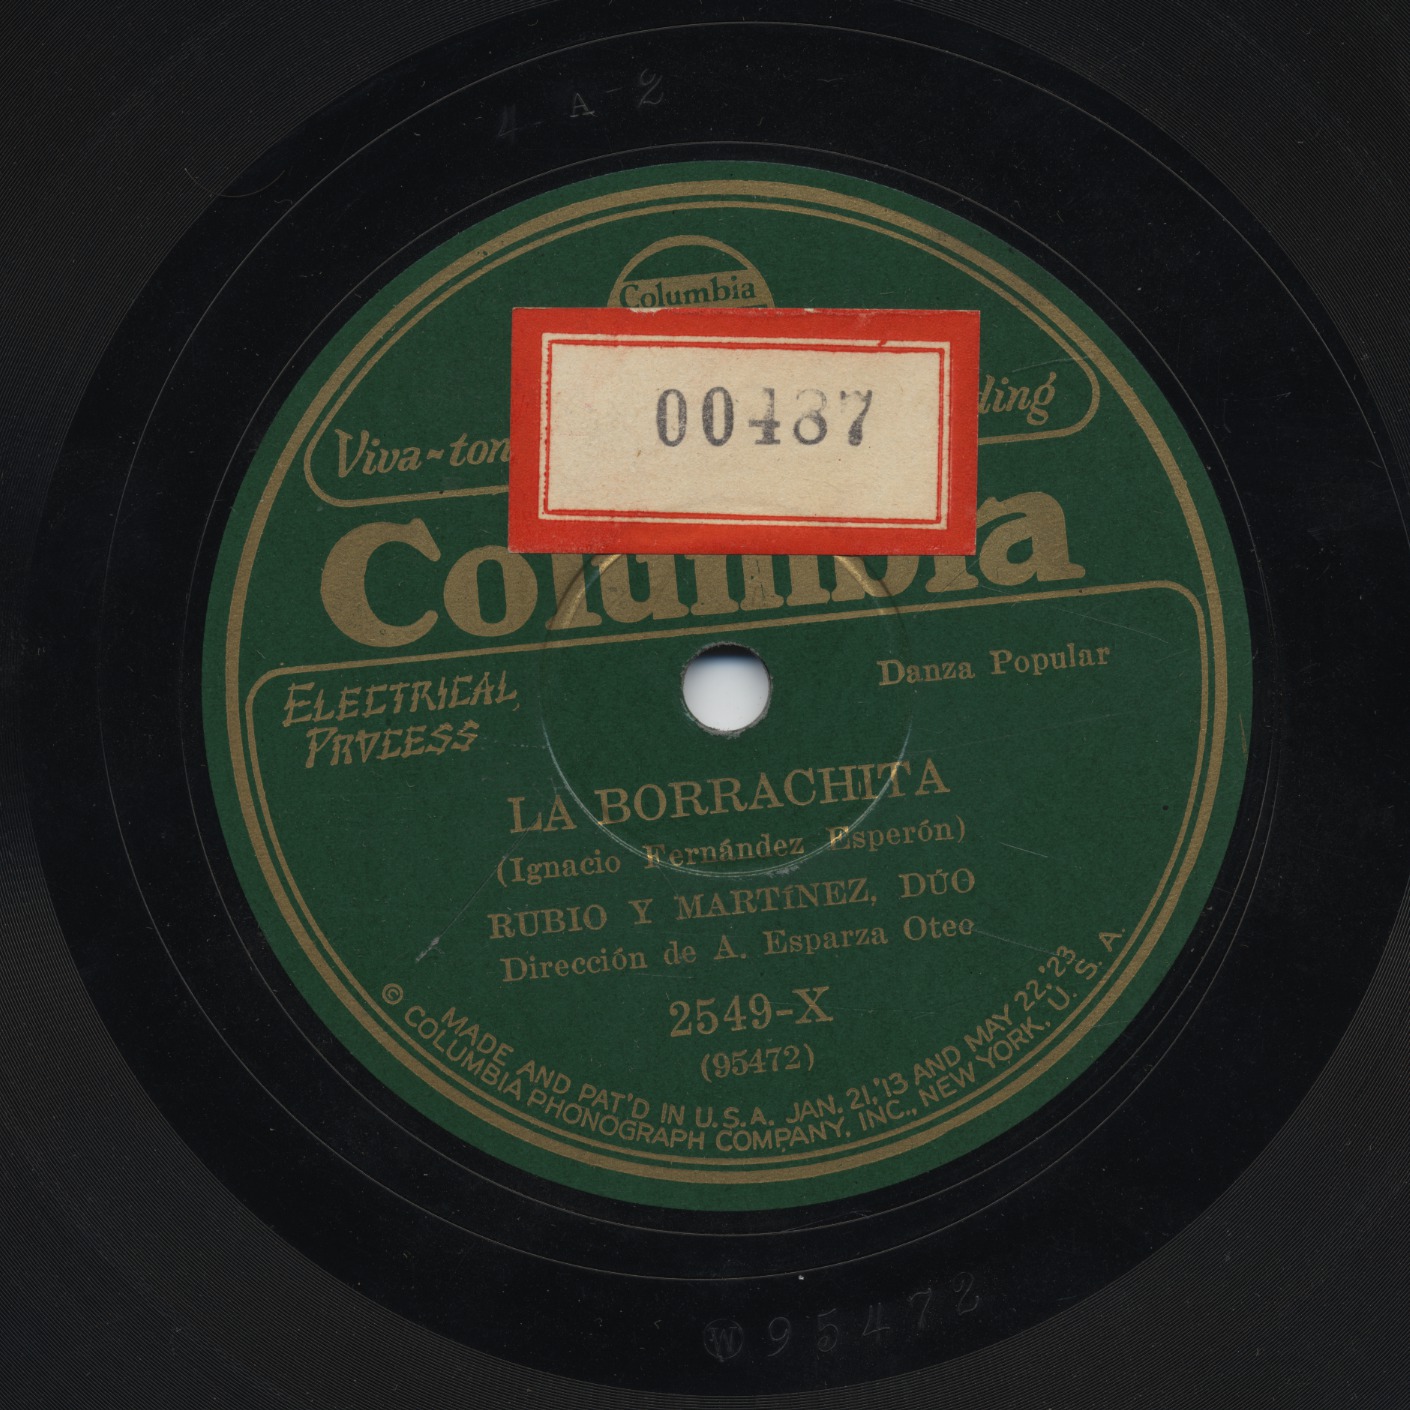 4 A-2
Columbia
00487
Viva-ton
ding
Columbia
ELECTRICAL
PROCESS
Danza Popular
LA BORRACHITA
(Ignacio Fernández Esperón)
RUBIO Y MARTÍNEZ, DÚO
Dirección de A. Esparza Oteo
2549-X
(95472)
MADE AND PAT'D IN U.S.A. JAN. 21, '13 AND MAY 22, '23
© COLUMBIA PHONOGRAPH COMPANY, INC., NEW YORK, U. S. A.
W 95472